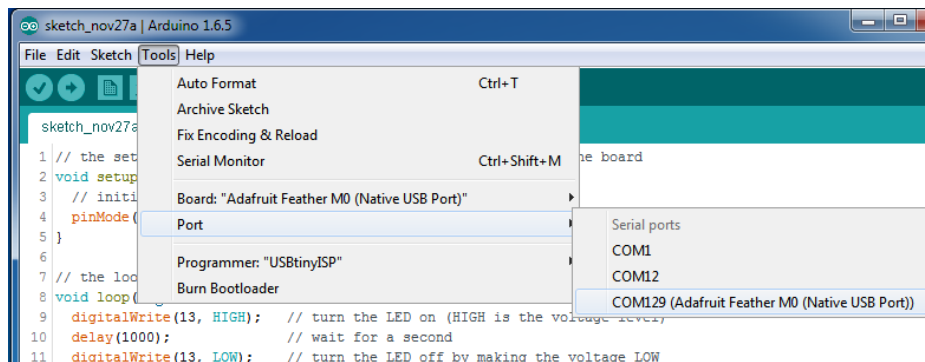 sketch_nov27a | Arduino 1.6.5
File Edit Sketch Tools Help
Auto Format Ctrl+T
Archive Sketch
sketch_nov27a
Fix Encoding & Reload
Serial Monitor Ctrl+Shift+M
Board: "Adafruit Feather M0 (Native USB Port)"
Port
Programmer: "USBtinyISP"
Burn Bootloader
Serial ports
COM1
COM12
COM129 (Adafruit Feather M0 (Native USB Port))
1 // the set board
2 void setup
3 // initi
4 pinMode(
5 }
6
7 // the loo
8 void loop(
9 digitalWrite(13, HIGH); // turn the LED on (HIGH is the voltage level)
10 delay(1000); // wait for a second
11 digitalWrite(13, LOW); // turn the LED off by making the voltage LOW